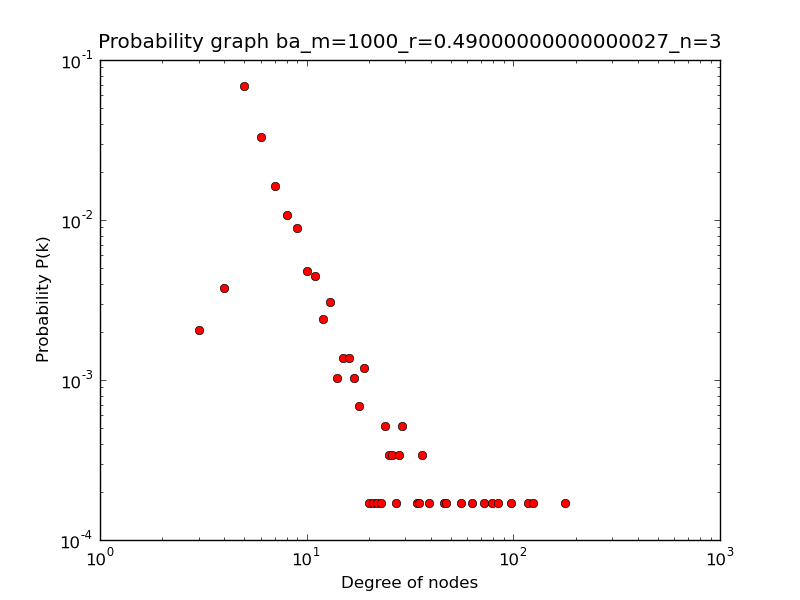 Probability graph ba_m=1000_r=0.49000000000000027_n=3
10^-1
10^-2
10^-3
10^-4
Probability P(k)
10^0 10^1 10^2 10^3
Degree of nodes